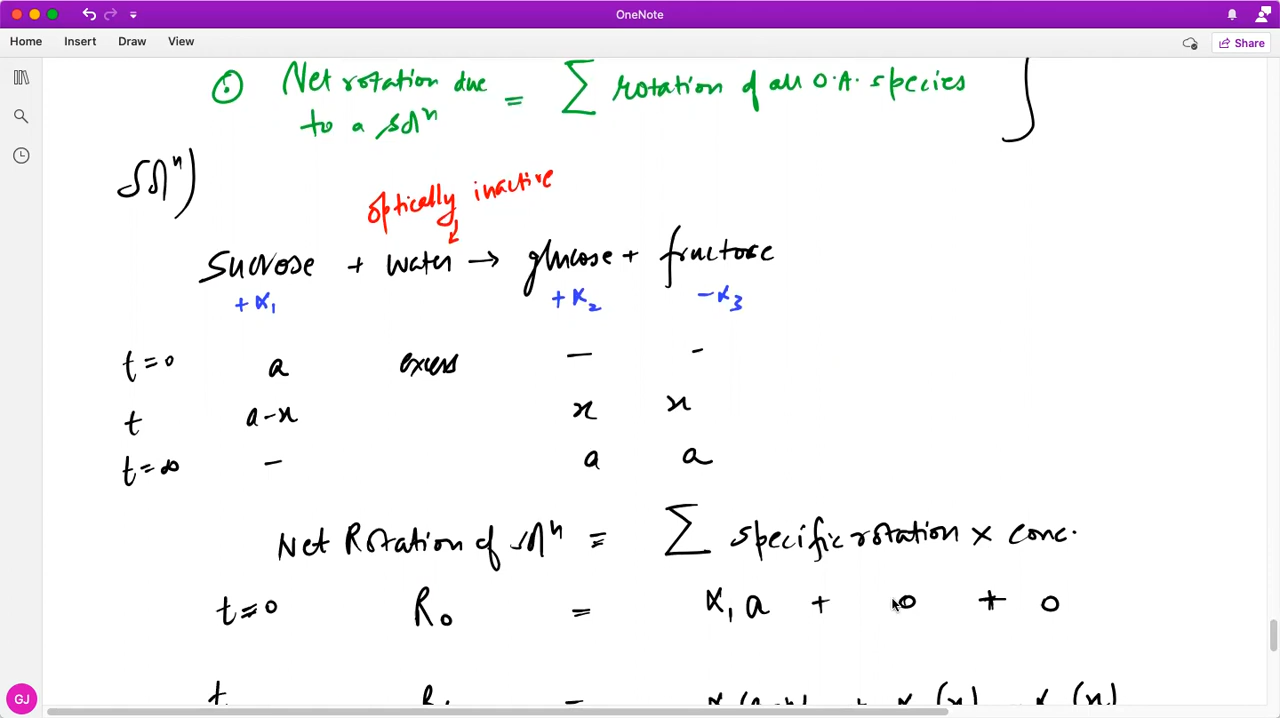 OneNote
Home Insert Draw View Share
⊙ Net rotation due = ∑ rotation of all O.A. species
to a solⁿ
Solⁿ)
optically inactive
Sucrose + water → glucose + fructose
+α₁ +α₂ -α₃
t=0 a excess — -
t a-x x x
t=∞ — a a
Net Rotation of solⁿ = ∑ specific rotation × conc.
t=0 R₀ = α₁a + 0 + 0
t = (x) (x)
GJ